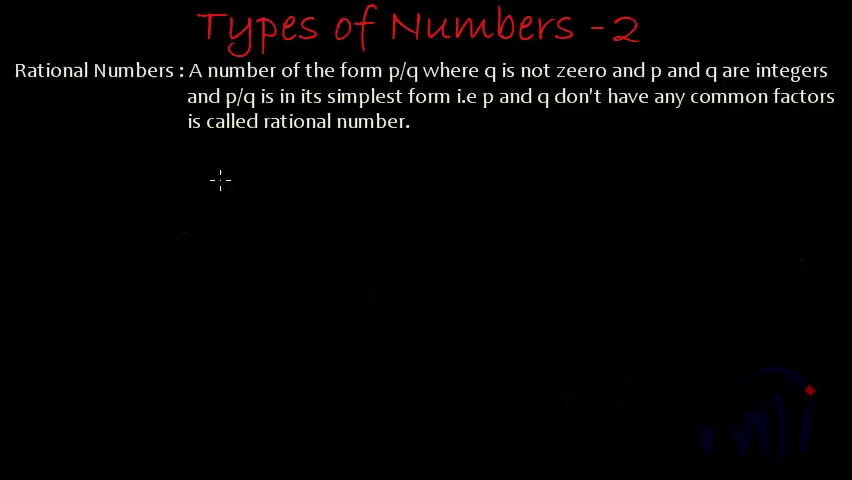 Types of Numbers -2
Rational Numbers : A number of the form p/q where q is not zeero and p and q are integers
and p/q is in its simplest form i.e p and q don't have any common factors
is called rational number.